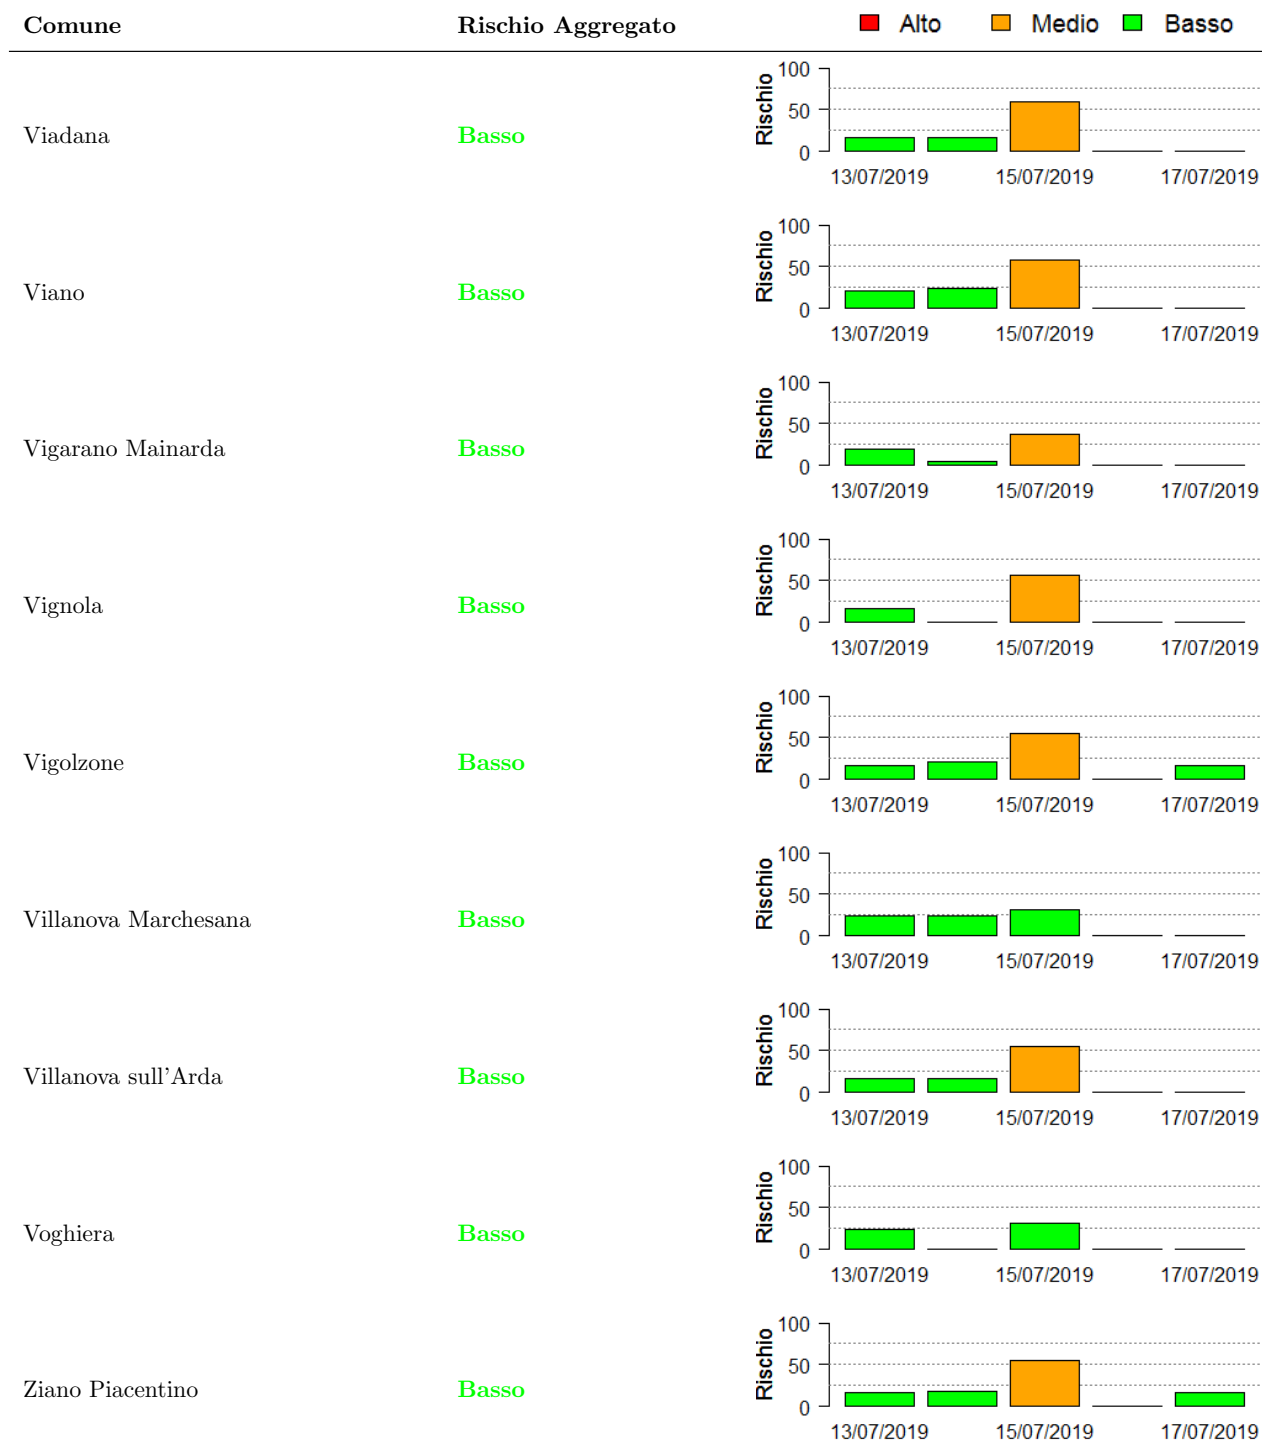 Comune Rischio Aggregato Alto Medio Basso
Viadana Basso Rischio 100 50 0
13/07/2019 15/07/2019 17/07/2019
Viano Basso Rischio 100 50 0
13/07/2019 15/07/2019 17/07/2019
Vigarano Mainarda Basso Rischio 100 50 0
13/07/2019 15/07/2019 17/07/2019
Vignola Basso Rischio 100 50 0
13/07/2019 15/07/2019 17/07/2019
Vigolzone Basso Rischio 100 50 0
13/07/2019 15/07/2019 17/07/2019
Villanova Marchesana Basso Rischio 100 50 0
13/07/2019 15/07/2019 17/07/2019
Villanova sull'Arda Basso Rischio 100 50 0
13/07/2019 15/07/2019 17/07/2019
Voghiera Basso Rischio 100 50 0
13/07/2019 15/07/2019 17/07/2019
Ziano Piacentino Basso Rischio 100 50 0
13/07/2019 15/07/2019 17/07/2019